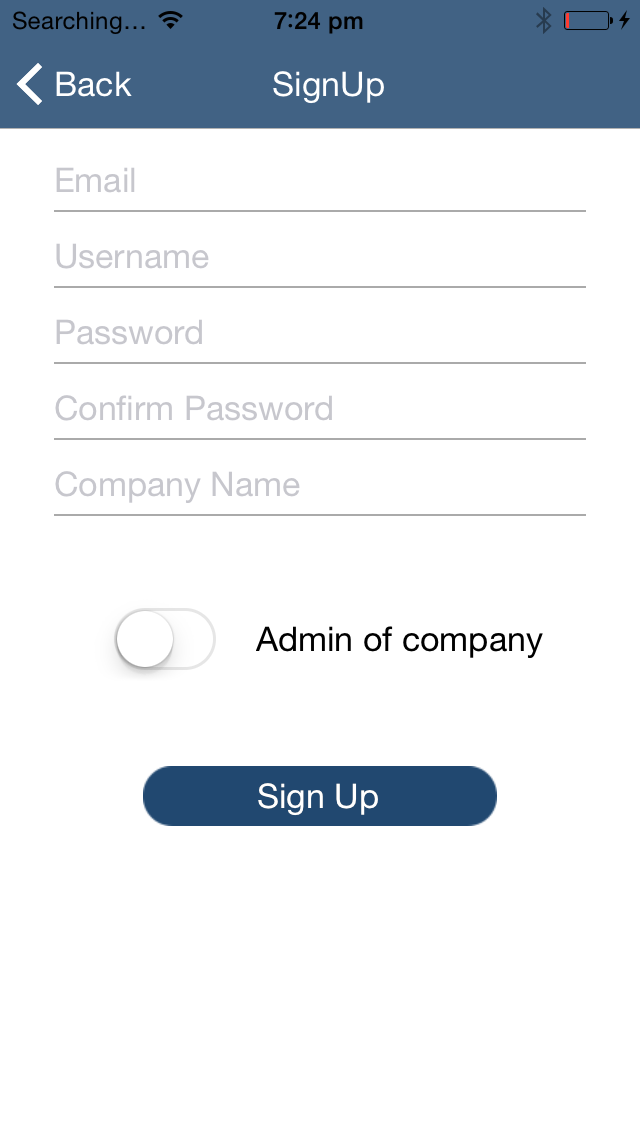 Searching... 7:24 pm
Back SignUp
Email
Username
Password
Confirm Password
Company Name
Admin of company
Sign Up